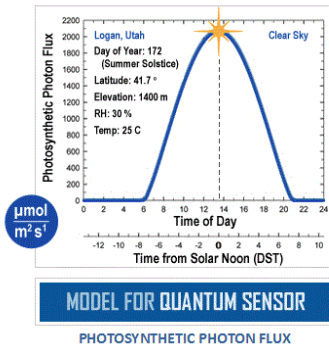 Photosynthetic Photon Flux
2200
2000
1800
1600
1400
1200
1000
800
600
400
200
0
Logan, Utah
Day of Year: 172
(Summer Solstice)
Latitude: 41.7 °
Elevation: 1400 m
RH: 30 %
Temp: 25 C
Clear Sky
0 2 4 6 8 10 12 14 16 18 20 22 24
Time of Day
-12 -10 -8 -6 -4 -2 0 2 4 6 8 10
Time from Solar Noon (DST)
µmol
m² s¹
MODEL FOR QUANTUM SENSOR
PHOTOSYNTHETIC PHOTON FLUX